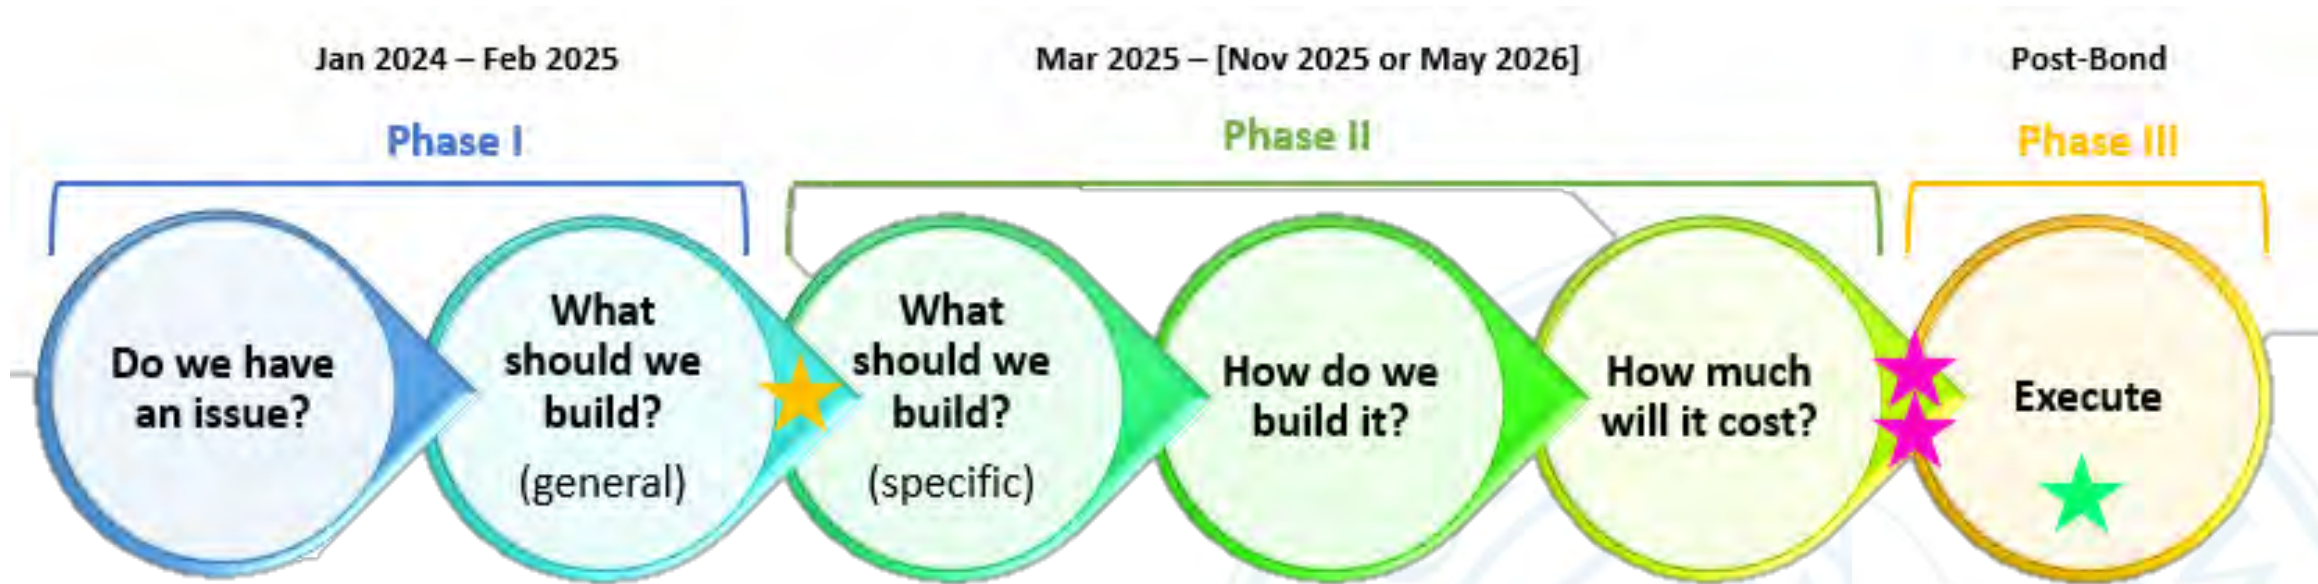 Jan 2024 – Feb 2025
Mar 2025 – [Nov 2025 or May 2026]
Post-Bond
Phase I
Phase II
Phase III
Do we have
an issue?
What
should we
build?
(general)
What
should we
build?
(specific)
How do we
build it?
How much
will it cost?
Execute